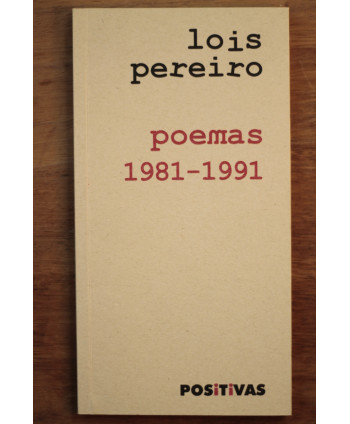 lois
pereiro
poemas
1981-1991
POSiTiVAS